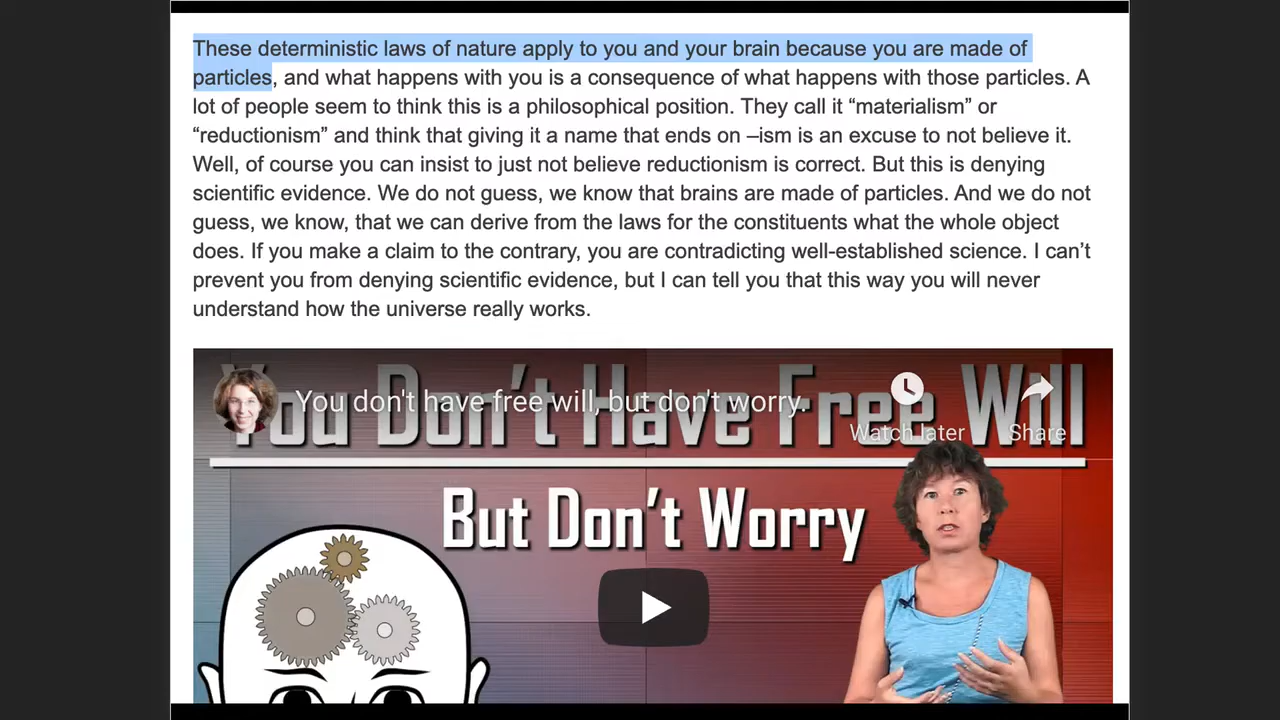 These deterministic laws of nature apply to you and your brain because you are made of
particles, and what happens with you is a consequence of what happens with those particles. A
lot of people seem to think this is a philosophical position. They call it “materialism” or
“reductionism” and think that giving it a name that ends on –ism is an excuse to not believe it.
Well, of course you can insist to just not believe reductionism is correct. But this is denying
scientific evidence. We do not guess, we know that brains are made of particles. And we do not
guess, we know, that we can derive from the laws for the constituents what the whole object
does. If you make a claim to the contrary, you are contradicting well-established science. I can’t
prevent you from denying scientific evidence, but I can tell you that this way you will never
understand how the universe really works.
You don't have free will, but don't worry.
Watch later
Share
You Don’t Have Free Will
But Don’t Worry